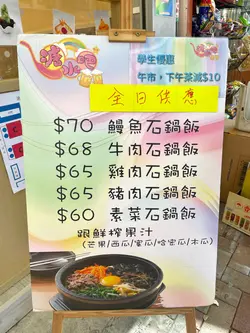 學生優惠
午市，下午茶減$10
全日供應
$70 鰻魚石鍋飯
$68 牛肉石鍋飯
$65 雞肉石鍋飯
$65 豬肉石鍋飯
$60 素菜石鍋飯
跟鮮榨果汁
(芒果/西瓜/蜜瓜/哈密瓜/木瓜)